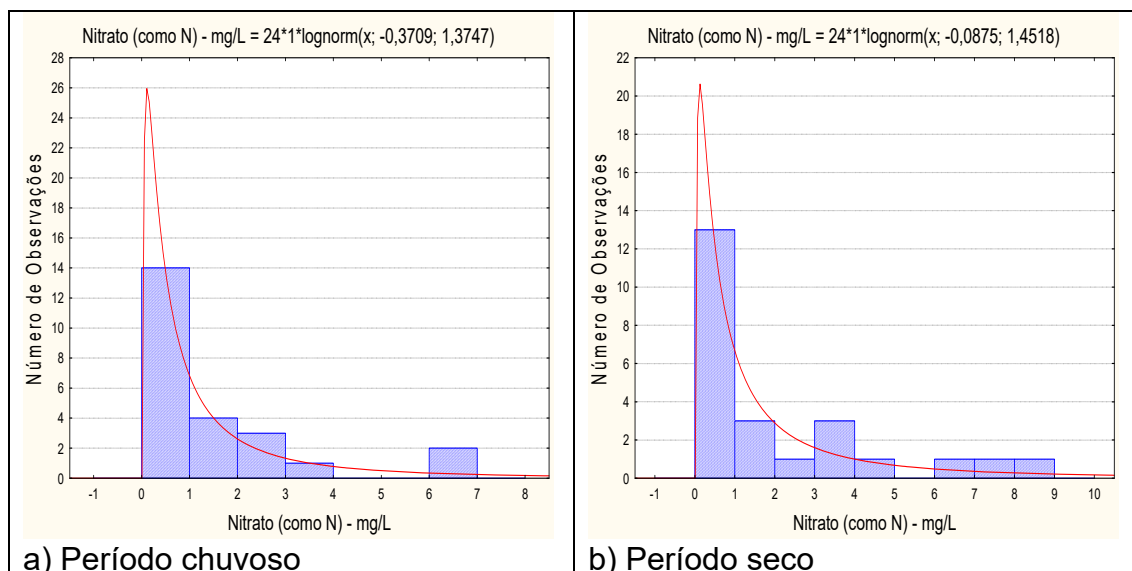 Nitrato (como N) - mg/L = 24*1*lognorm(x; -0,3709; 1,3747)
28
26
24
22
20
18
16
14
12
10
8
6
4
2
0
Número de Observações
-1 0 1 2 3 4 5 6 7 8
Nitrato (como N) - mg/L
a) Período chuvoso
Nitrato (como N) - mg/L = 24*1*lognorm(x; -0,0875; 1,4518)
22
20
18
16
14
12
10
8
6
4
2
0
Número de Observações
-1 0 1 2 3 4 5 6 7 8 9 10
Nitrato (como N) - mg/L
b) Período seco